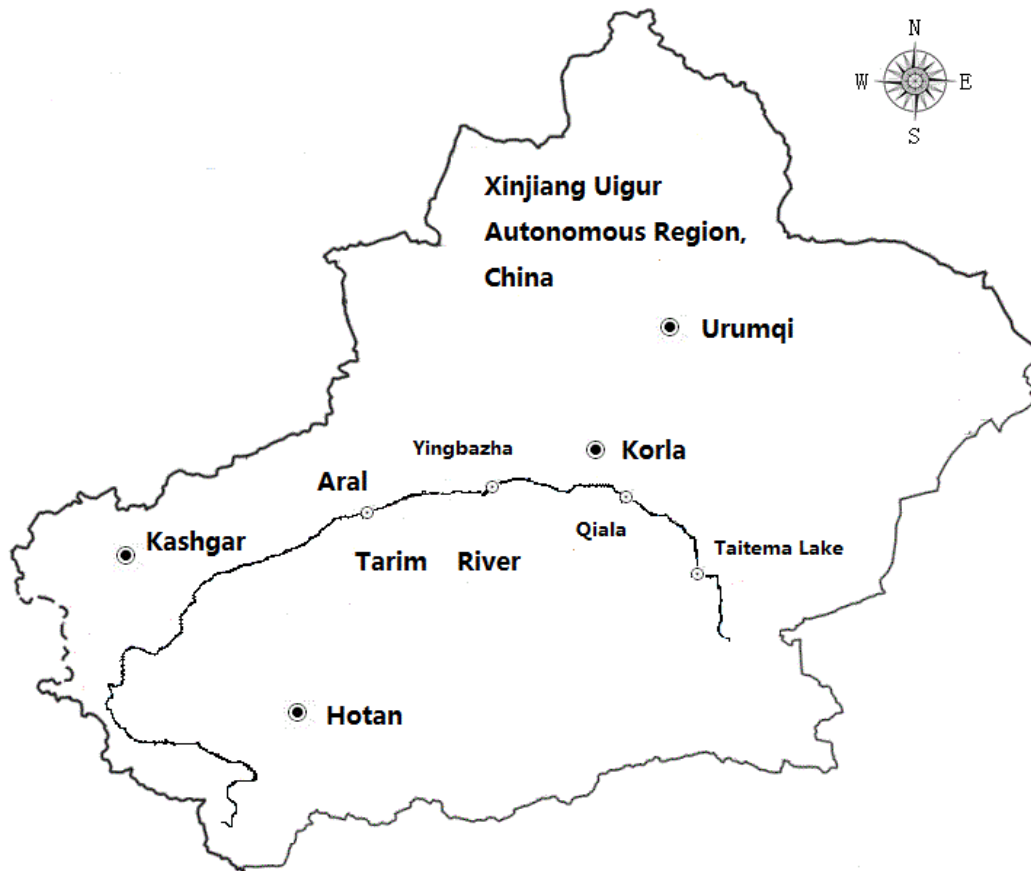 N
W E
S
Xinjiang Uigur
Autonomous Region,
China
Urumqi
Yingbazha
Korla
Aral
Qiala
Kashgar
Taitema Lake
Tarim River
Hotan